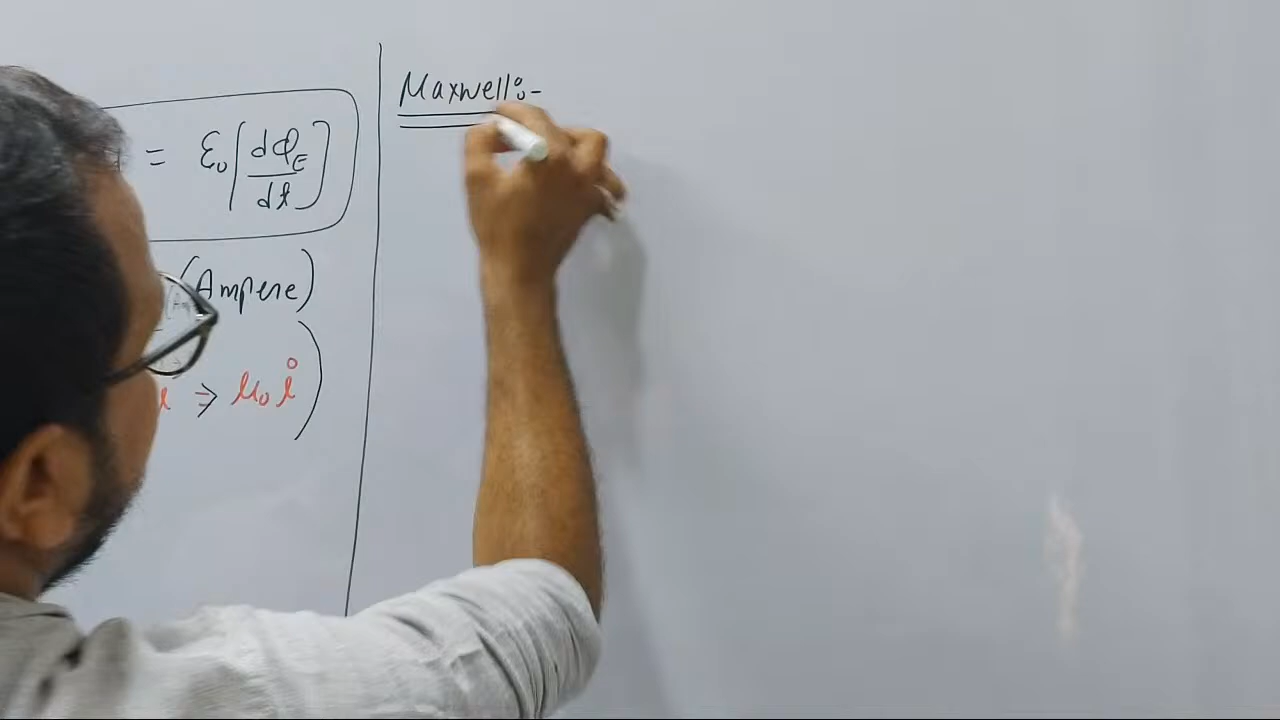 = ε₀ (dΦ_E/dt)
(Ampere)
i → μ₀ i)
Maxwell:-